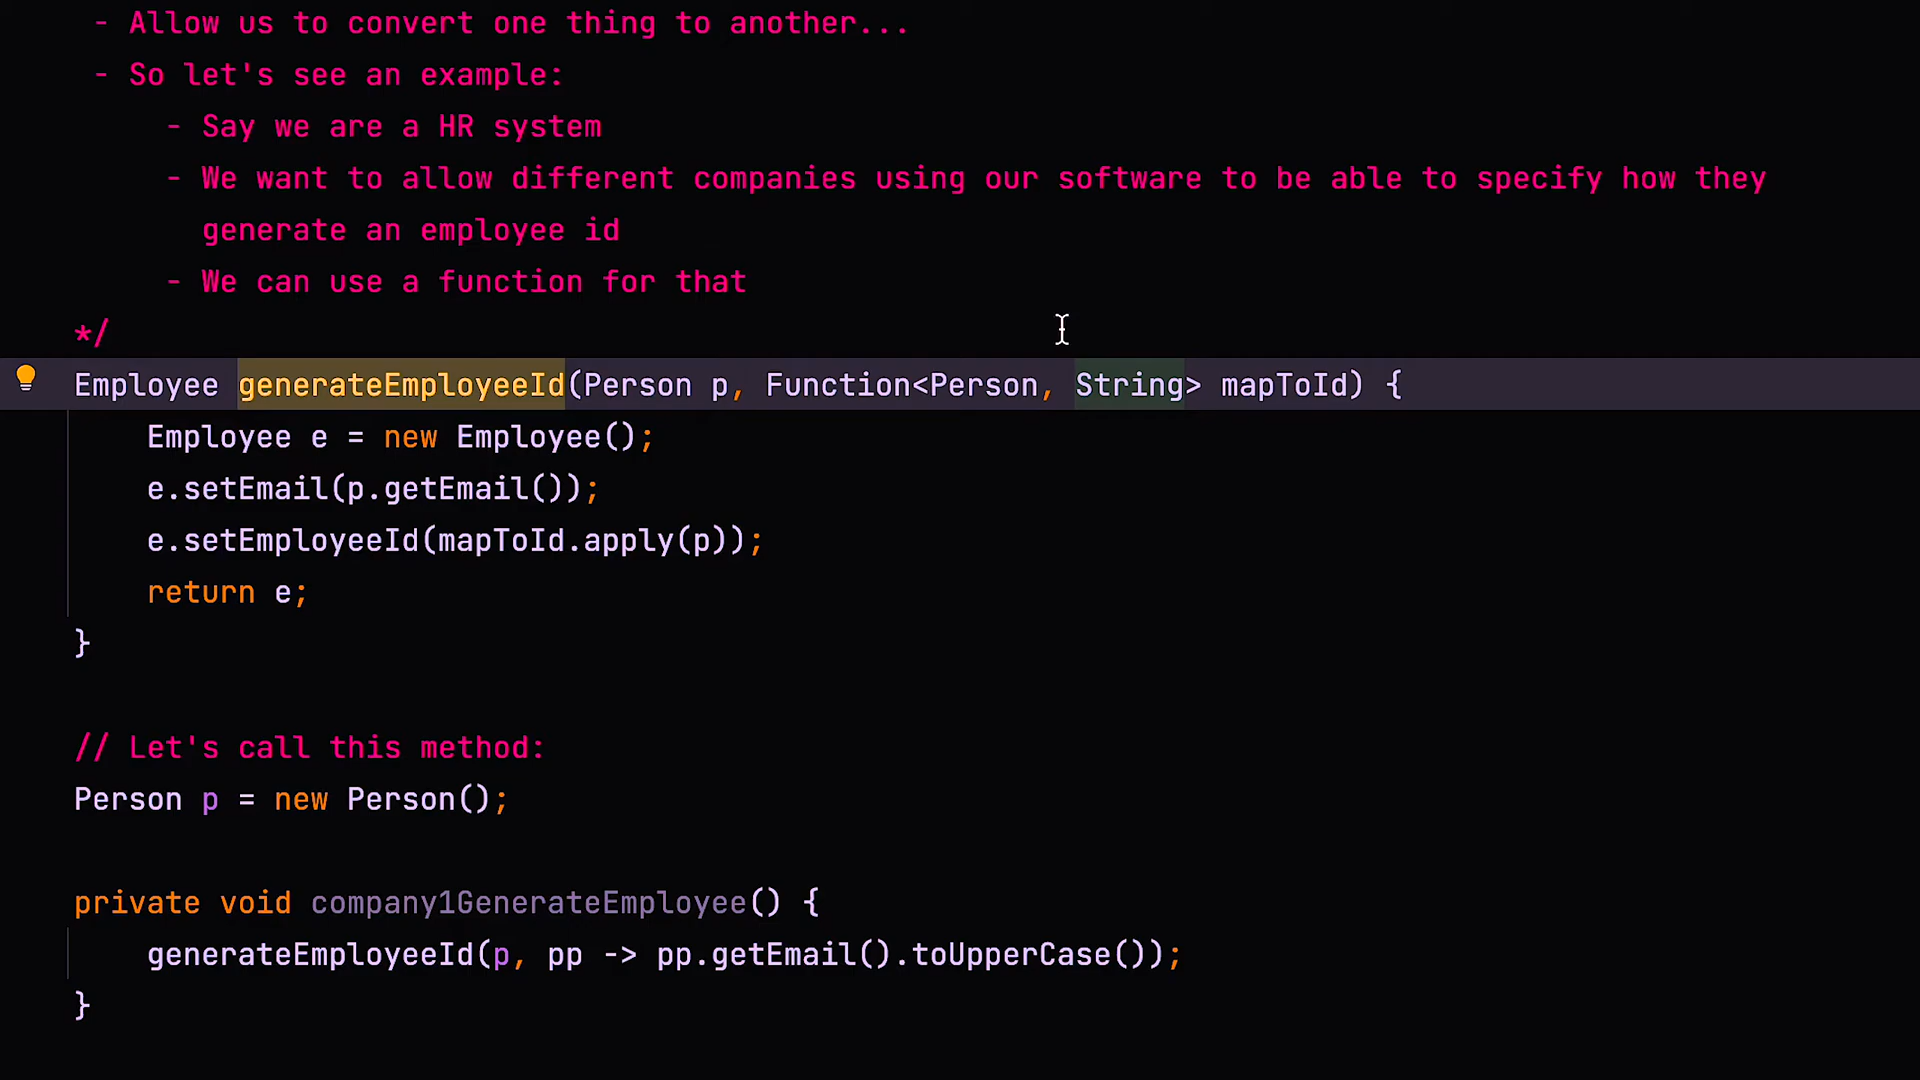 - Allow us to convert one thing to another...
- So let's see an example:
- Say we are a HR system
- We want to allow different companies using our software to be able to specify how they
generate an employee id
- We can use a function for that
*/
Employee generateEmployeeId(Person p, Function<Person, String> mapToId) {
Employee e = new Employee();
e.setEmail(p.getEmail());
e.setEmployeeId(mapToId.apply(p));
return e;
}
// Let's call this method:
Person p = new Person();
private void company1GenerateEmployee() {
generateEmployeeId(p, pp -> pp.getEmail().toUpperCase());
}